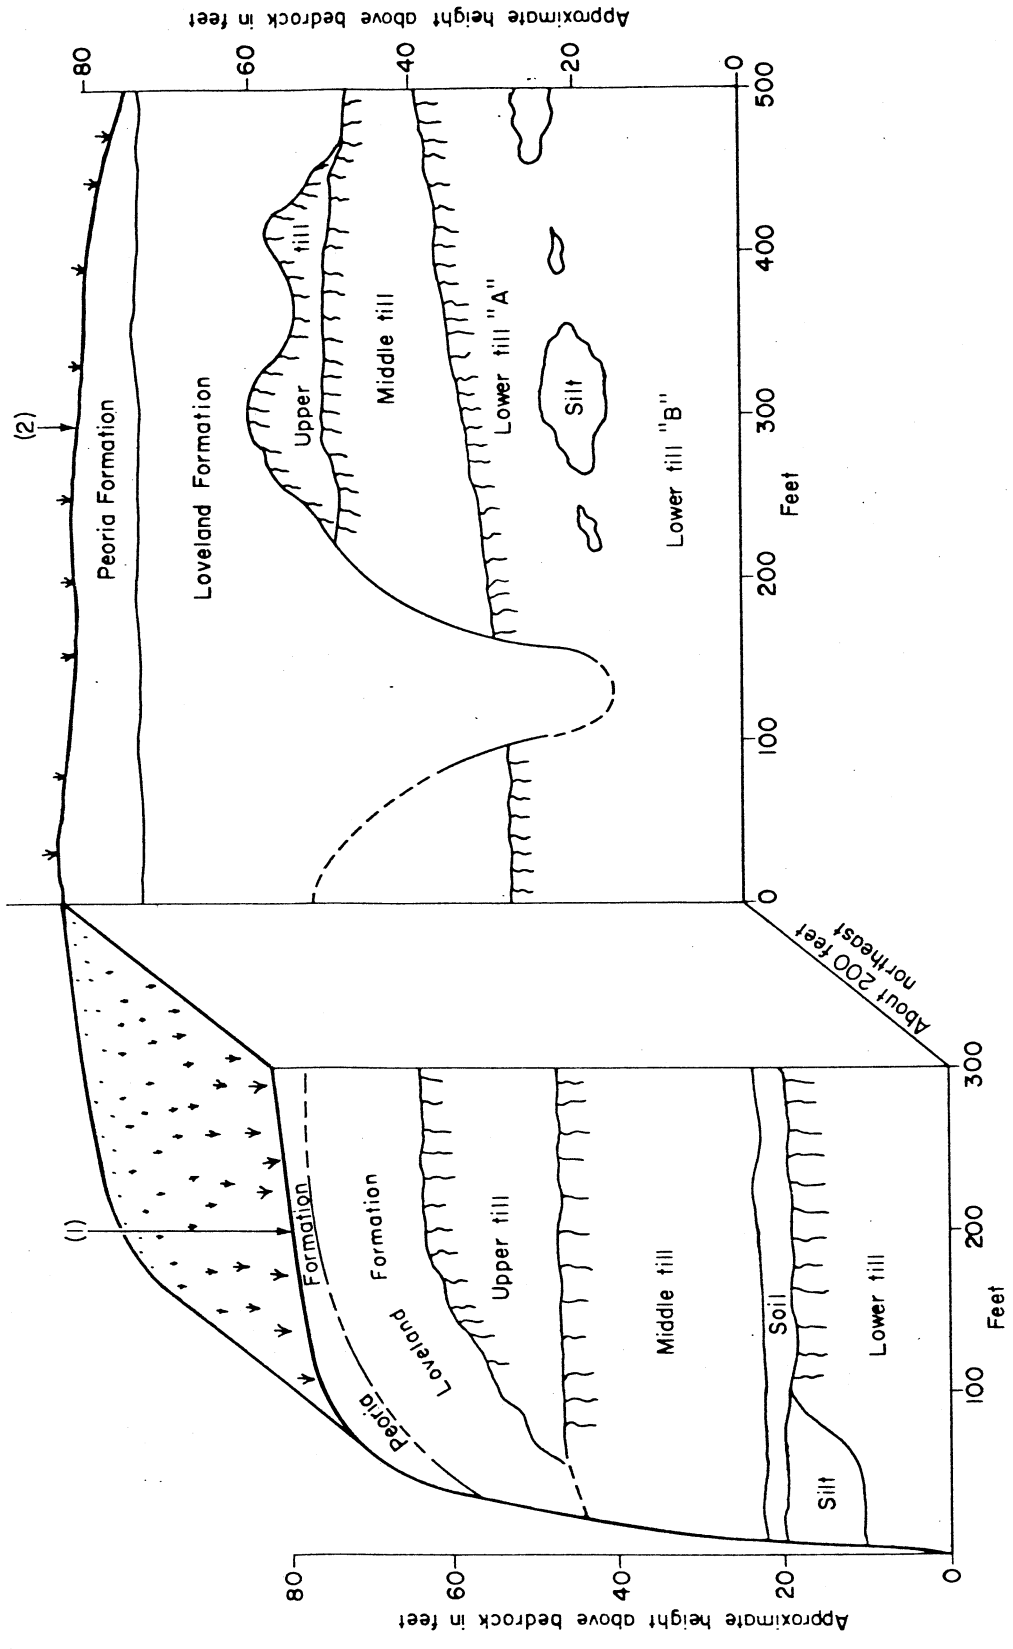 Approximate height above bedrock in feet
80
60
40
20
0
(2)
Peoria Formation
Loveland Formation
Upper till
Middle till
Lower till "A"
Silt
Lower till "B"
0
100
200
300
400
500
Feet
About 200 feet
northeast
(1)
Peoria Formation
Loveland Formation
Upper till
Middle till
Soil
Silt
Lower till
100
200
300
Feet
80
60
40
20
0
Approximate height above bedrock in feet